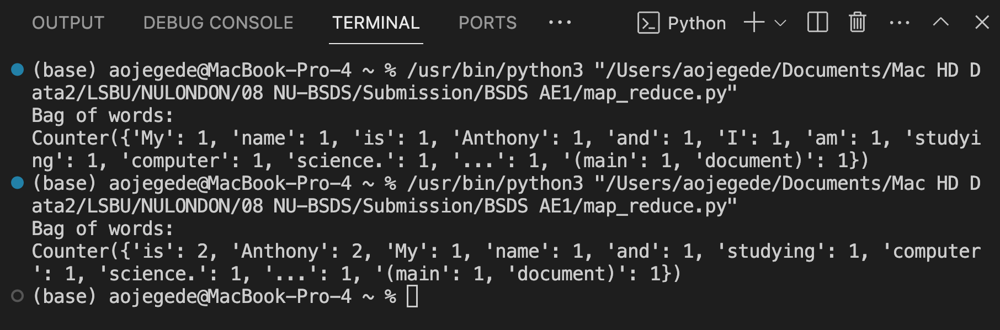 OUTPUT DEBUG CONSOLE TERMINAL PORTS ··· Python
(base) aojegede@MacBook-Pro-4 ~ % /usr/bin/python3 "/Users/aojegede/Documents/Mac HD D
ata2/LSBU/NULONDON/08 NU-BSDS/Submission/BSDS AE1/map_reduce.py"
Bag of words:
Counter({'My': 1, 'name': 1, 'is': 1, 'Anthony': 1, 'and': 1, 'I': 1, 'am': 1, 'studyi
ng': 1, 'computer': 1, 'science.': 1, '...': 1, '(main': 1, 'document)': 1})
(base) aojegede@MacBook-Pro-4 ~ % /usr/bin/python3 "/Users/aojegede/Documents/Mac HD D
ata2/LSBU/NULONDON/08 NU-BSDS/Submission/BSDS AE1/map_reduce.py"
Bag of words:
Counter({'is': 2, 'Anthony': 2, 'My': 1, 'name': 1, 'and': 1, 'studying': 1, 'computer
': 1, 'science.': 1, '...': 1, '(main': 1, 'document)': 1})
(base) aojegede@MacBook-Pro-4 ~ %